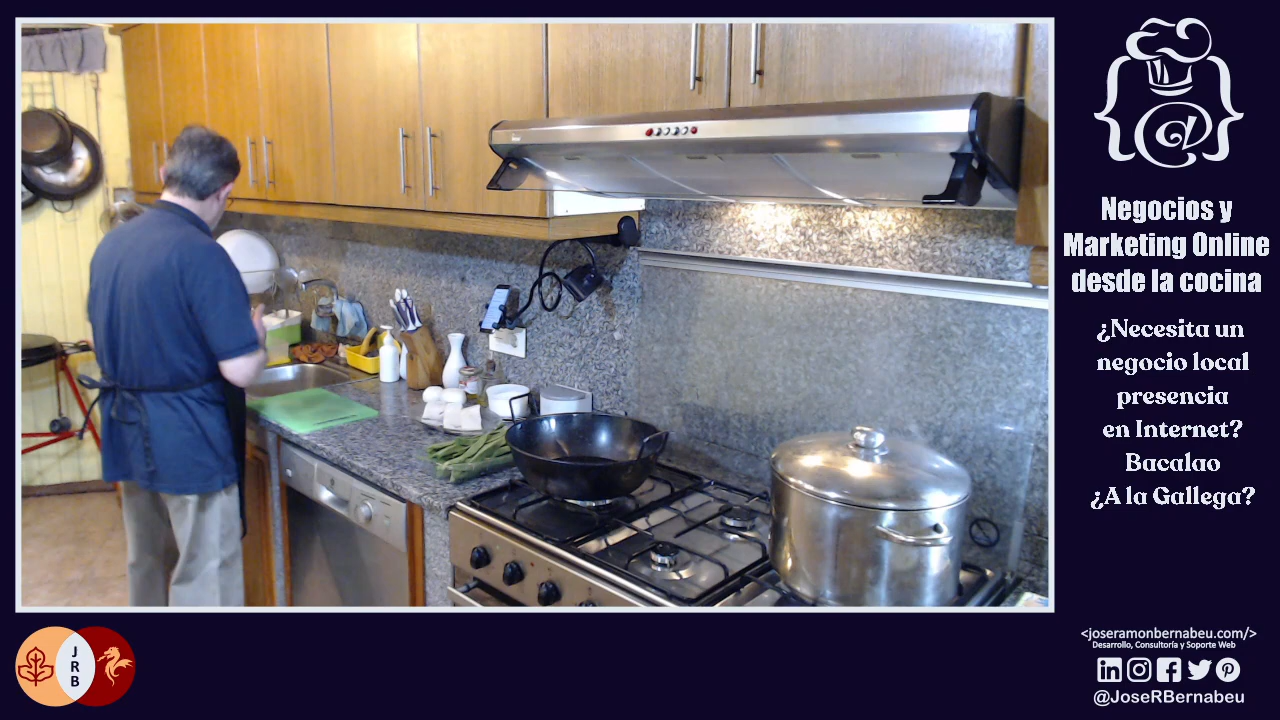 Negocios y
Marketing Online
desde la cocina
¿Necesita un
negocio local
presencia
en Internet?
Bacalao
¿A la Gallega?
J
R
B
<joseramonbernabeu.com/>
Desarrollo, Consultoría y Soporte Web
@JoseRBernabeu